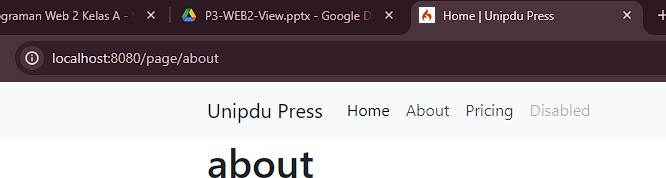 ograman Web 2 Kelas A - P3-WEB2-View.pptx - Google D Home | Unipdu Press
localhost:8080/page/about
Unipdu Press Home About Pricing Disabled
about